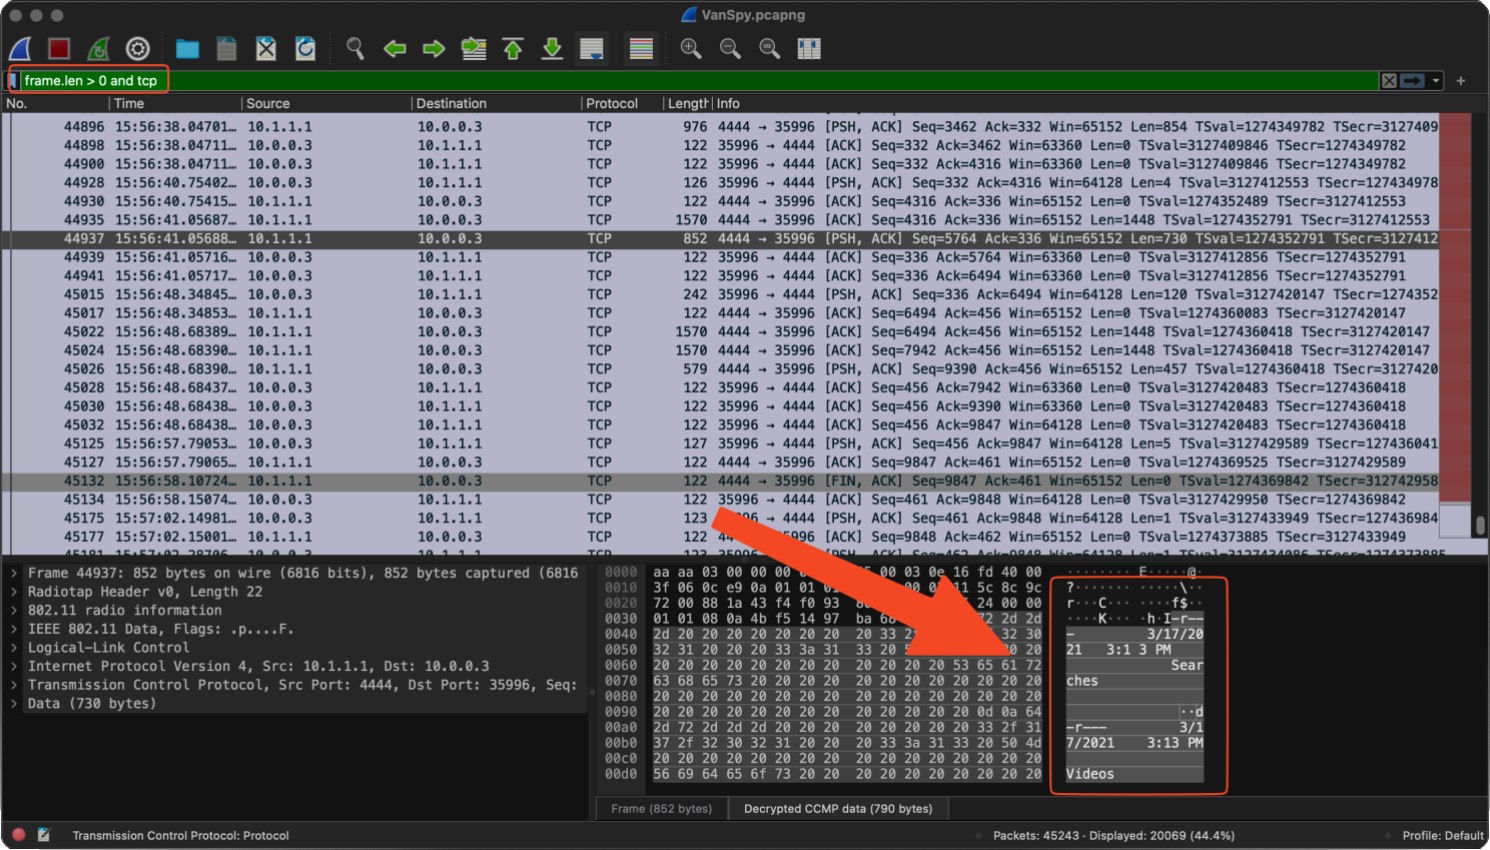 VanSpy.pcapng
frame.len > 0 and tcp
No. Time Source Destination Protocol Length Info
44896 15:56:38.04701… 10.1.1.1 10.0.0.3 TCP 976 4444 → 35996 [PSH, ACK] Seq=3462 Ack=332 Win=65152 Len=854 TSval=1274349782 TSecr=3127409
44898 15:56:38.04711… 10.0.0.3 10.1.1.1 TCP 122 35996 → 4444 [ACK] Seq=332 Ack=3462 Win=63360 Len=0 TSval=3127409846 TSecr=1274349782
44900 15:56:38.04711… 10.0.0.3 10.1.1.1 TCP 122 35996 → 4444 [ACK] Seq=332 Ack=4316 Win=63360 Len=0 TSval=3127409846 TSecr=1274349782
44928 15:56:40.75402… 10.0.0.3 10.1.1.1 TCP 126 35996 → 4444 [PSH, ACK] Seq=332 Ack=4316 Win=64128 Len=4 TSval=3127412553 TSecr=127434978
44930 15:56:40.75415… 10.1.1.1 10.0.0.3 TCP 122 4444 → 35996 [ACK] Seq=4316 Ack=336 Win=65152 Len=0 TSval=1274352489 TSecr=3127412553
44935 15:56:41.05687… 10.1.1.1 10.0.0.3 TCP 1570 4444 → 35996 [ACK] Seq=4316 Ack=336 Win=65152 Len=1448 TSval=1274352791 TSecr=3127412553
44937 15:56:41.05688… 10.1.1.1 10.0.0.3 TCP 852 4444 → 35996 [PSH, ACK] Seq=5764 Ack=336 Win=65152 Len=730 TSval=1274352791 TSecr=3127412
44939 15:56:41.05716… 10.0.0.3 10.1.1.1 TCP 122 35996 → 4444 [ACK] Seq=336 Ack=5764 Win=63360 Len=0 TSval=3127412856 TSecr=1274352791
44941 15:56:41.05717… 10.0.0.3 10.1.1.1 TCP 122 35996 → 4444 [ACK] Seq=336 Ack=6494 Win=63360 Len=0 TSval=3127412856 TSecr=1274352791
45015 15:56:48.34845… 10.0.0.3 10.1.1.1 TCP 242 35996 → 4444 [PSH, ACK] Seq=336 Ack=6494 Win=64128 Len=120 TSval=3127420147 TSecr=1274352
45017 15:56:48.34853… 10.1.1.1 10.0.0.3 TCP 122 4444 → 35996 [ACK] Seq=6494 Ack=456 Win=65152 Len=0 TSval=1274360083 TSecr=3127420147
45022 15:56:48.68389… 10.1.1.1 10.0.0.3 TCP 1570 4444 → 35996 [ACK] Seq=6494 Ack=456 Win=65152 Len=1448 TSval=1274360418 TSecr=3127420147
45024 15:56:48.68390… 10.1.1.1 10.0.0.3 TCP 1570 4444 → 35996 [ACK] Seq=7942 Ack=456 Win=65152 Len=1448 TSval=1274360418 TSecr=3127420147
45026 15:56:48.68390… 10.1.1.1 10.0.0.3 TCP 579 4444 → 35996 [PSH, ACK] Seq=9390 Ack=456 Win=65152 Len=457 TSval=1274360418 TSecr=3127420
45028 15:56:48.68437… 10.0.0.3 10.1.1.1 TCP 122 35996 → 4444 [ACK] Seq=456 Ack=7942 Win=63360 Len=0 TSval=3127420483 TSecr=1274360418
45030 15:56:48.68438… 10.0.0.3 10.1.1.1 TCP 122 35996 → 4444 [ACK] Seq=456 Ack=9390 Win=63360 Len=0 TSval=3127420483 TSecr=1274360418
45032 15:56:48.68438… 10.0.0.3 10.1.1.1 TCP 122 35996 → 4444 [ACK] Seq=456 Ack=9847 Win=64128 Len=0 TSval=3127420483 TSecr=1274360418
45125 15:56:57.79053… 10.0.0.3 10.1.1.1 TCP 127 35996 → 4444 [PSH, ACK] Seq=456 Ack=9847 Win=64128 Len=5 TSval=3127429589 TSecr=127436041
45127 15:56:57.79065… 10.1.1.1 10.0.0.3 TCP 122 4444 → 35996 [ACK] Seq=9847 Ack=461 Win=65152 Len=0 TSval=1274369525 TSecr=3127429589
45132 15:56:58.10724… 10.1.1.1 10.0.0.3 TCP 122 4444 → 35996 [FIN, ACK] Seq=9847 Ack=461 Win=65152 Len=0 TSval=1274369842 TSecr=312742958
45134 15:56:58.15074… 10.0.0.3 10.1.1.1 TCP 122 35996 → 4444 [ACK] Seq=461 Ack=9848 Win=64128 Len=0 TSval=3127429950 TSecr=1274369842
45175 15:57:02.14981… 10.0.0.3 10.1.1.1 TCP 123 → 4444 [PSH, ACK] Seq=461 Ack=9848 Win=64128 Len=1 TSval=3127433949 TSecr=127436984
45177 15:57:02.15001… 10.1.1.1 10.0.0.3 TCP 122 [ACK] Seq=9848 Ack=462 Win=65152 Len=0 TSval=1274373885 TSecr=3127433949
45181 15:57:02.28706… 10.0.0.3 10.1.1.1 TCP 123 4444 [PSH, ACK] Seq=462 Ack=9848 Win=64128 Len=1 TSval=3127434086 TSecr=1274373885
Frame 44937: 852 bytes on wire (6816 bits), 852 bytes captured (6816
Radiotap Header v0, Length 22
802.11 radio information
IEEE 802.11 Data, Flags: .p....F.
Logical-Link Control
Internet Protocol Version 4, Src: 10.1.1.1, Dst: 10.0.0.3
Transmission Control Protocol, Src Port: 4444, Dst Port: 35996, Seq:
Data (730 bytes)
0000 aa aa 03 00 00 00 00 03 0e 16 fd 40 00 ········ E·····@·
0010 3f 06 0c e9 0a 01 01 11 5c 8c 9c ?······· ····\···
0020 72 00 88 1a 43 f4 f0 93 24 00 00 r···C··· ····f$··
0030 01 01 08 0a 4b f5 14 97 ba 72 2d 2d ····K··· ·h·I-r--
0040 2d 20 20 20 20 20 20 20 20 33 32 30 - 3/17/20
0050 32 31 20 20 20 33 3a 31 33 20 20 20 21 3:1 3 PM
0060 20 20 20 20 20 20 20 20 20 20 20 20 53 65 61 72 Sear
0070 63 68 65 73 20 20 20 20 20 20 20 20 20 20 20 20 ches
0080 20 20 20 20 20 20 20 20 20 20 20 20 20 20 20 20
0090 20 20 20 20 20 20 20 20 20 20 20 20 20 0d 0a 64 ··d
00a0 2d 72 2d 2d 2d 20 20 20 20 20 20 20 20 33 2f 31 -r--- 3/1
00b0 37 2f 32 30 32 31 20 20 20 20 33 3a 31 33 20 50 4d 7/2021 3:13 PM
00c0 20 20 20 20 20 20 20 20 20 20 20 20 20 20 20 20
00d0 56 69 64 65 6f 73 20 20 20 20 20 20 20 20 20 20 Videos
Frame (852 bytes) Decrypted CCMP data (790 bytes)
Transmission Control Protocol: Protocol Packets: 45243 · Displayed: 20069 (44.4%) Profile: Default